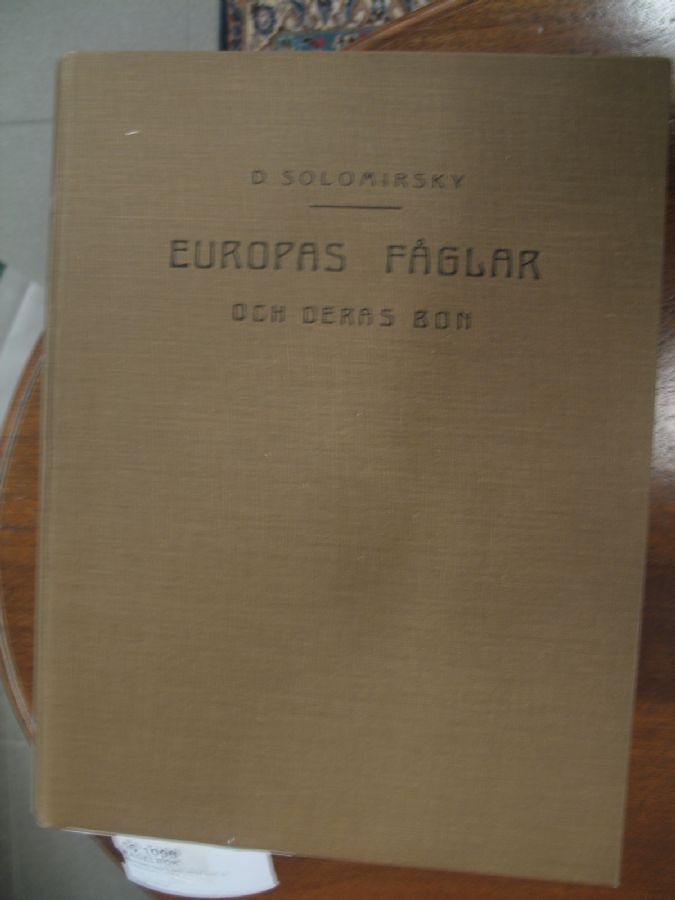 D. SOLOMIRSKY
EUROPAS FÅGLAR
OCH DERAS BON